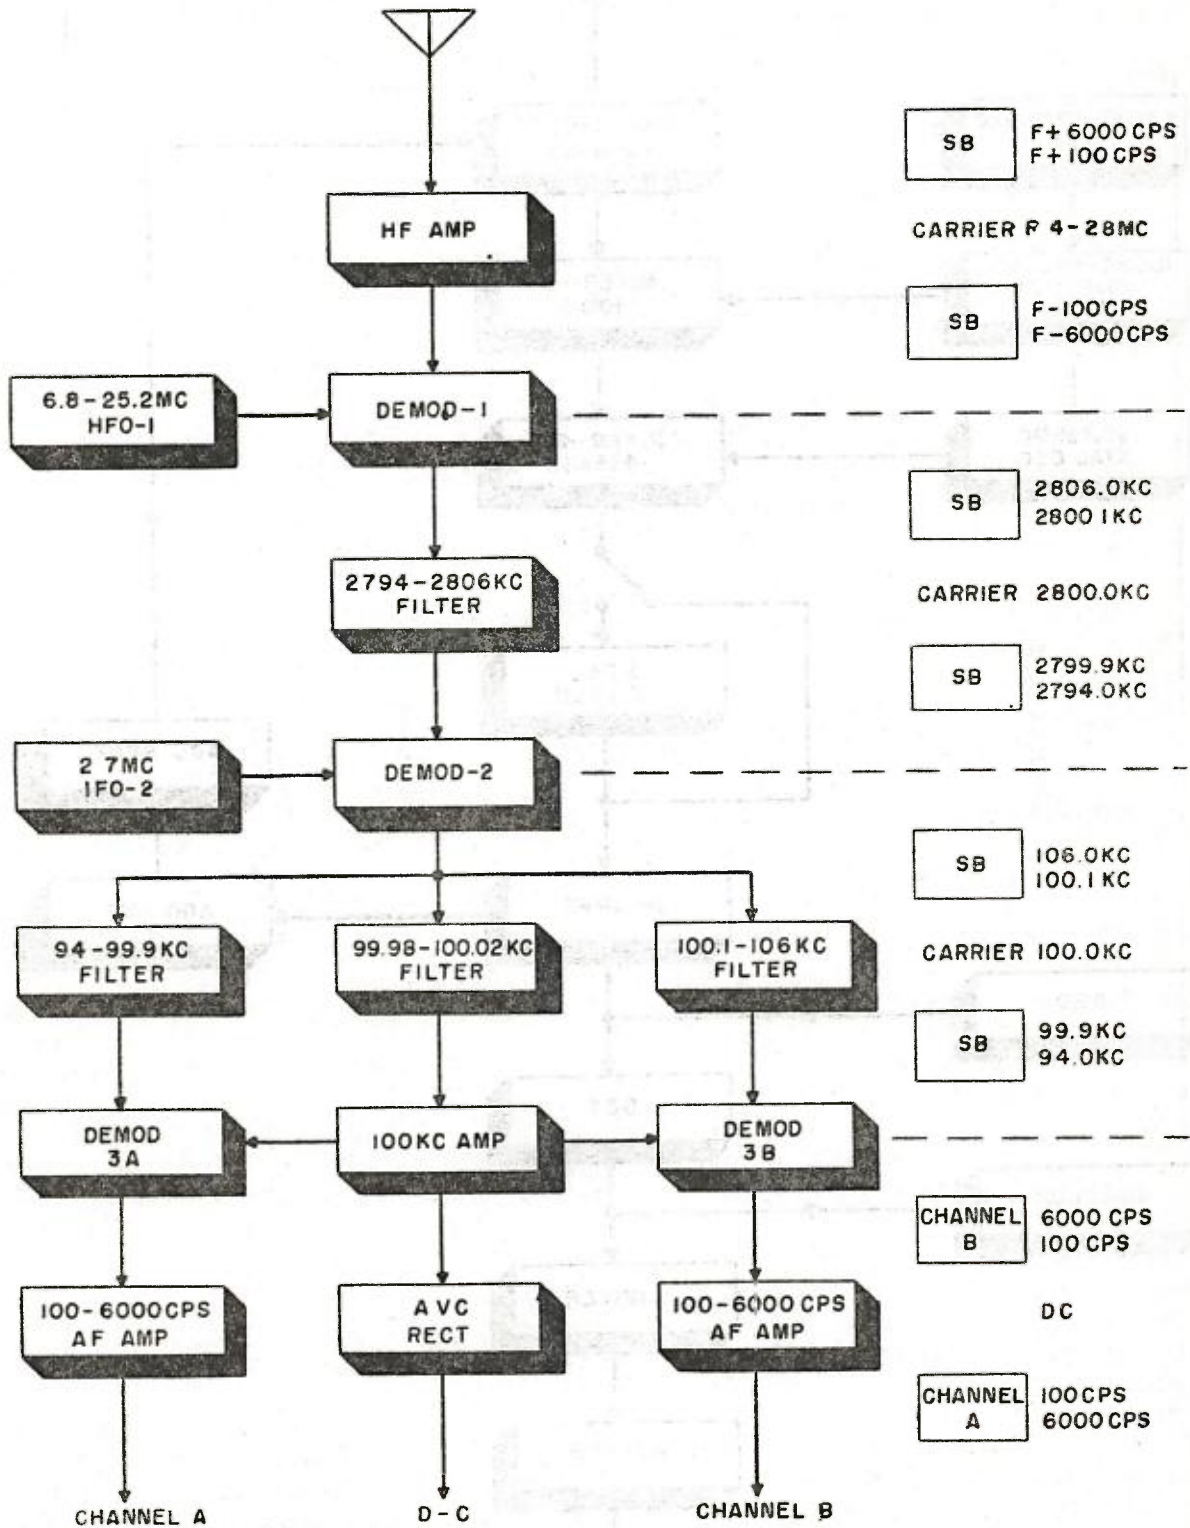 SB
F+ 6000 CPS
F+ 100 CPS
CARRIER F 4-28MC
SB
F-100 CPS
F-6000 CPS
HF AMP
6.8-25.2MC
HFO-1
DEMOD-1
SB
2806.0KC
2800 1KC
CARRIER 2800.0KC
SB
2799.9KC
2794.0KC
2794-2806KC
FILTER
2 7MC
IFO-2
DEMOD-2
SB
106.0KC
100.1KC
CARRIER 100.0KC
SB
99.9KC
94.0KC
94-99.9KC
FILTER
99.98-100.02KC
FILTER
100.1-106KC
FILTER
DEMOD
3A
100KC AMP
DEMOD
3B
CHANNEL
B
6000 CPS
100 CPS
DC
CHANNEL
A
100 CPS
6000 CPS
100-6000 CPS
AF AMP
AVC
RECT
100-6000 CPS
AF AMP
CHANNEL A
D-C
CHANNEL B